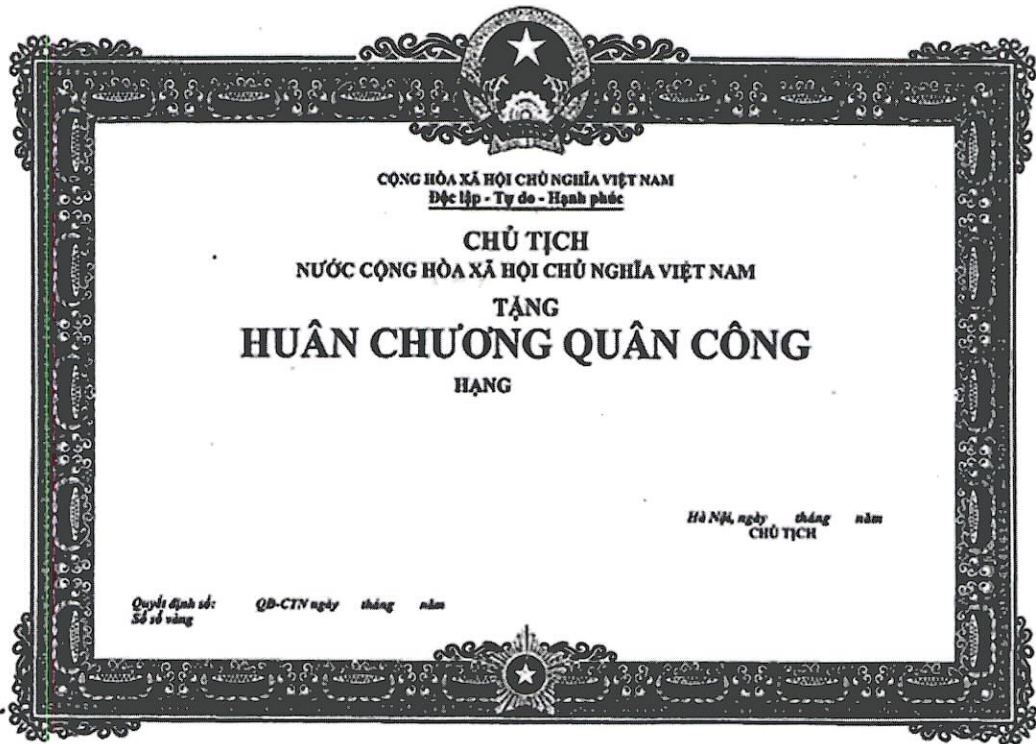 CỘNG HÒA XÃ HỘI CHỦ NGHĨA VIỆT NAM
Độc lập - Tự do - Hạnh phúc
CHỦ TỊCH
NƯỚC CỘNG HÒA XÃ HỘI CHỦ NGHĨA VIỆT NAM
TẶNG
HUÂN CHƯƠNG QUÂN CÔNG
HẠNG
Hà Nội, ngày tháng năm
CHỦ TỊCH
Quyết định số: QĐ-CTN ngày tháng năm
Số sổ vàng